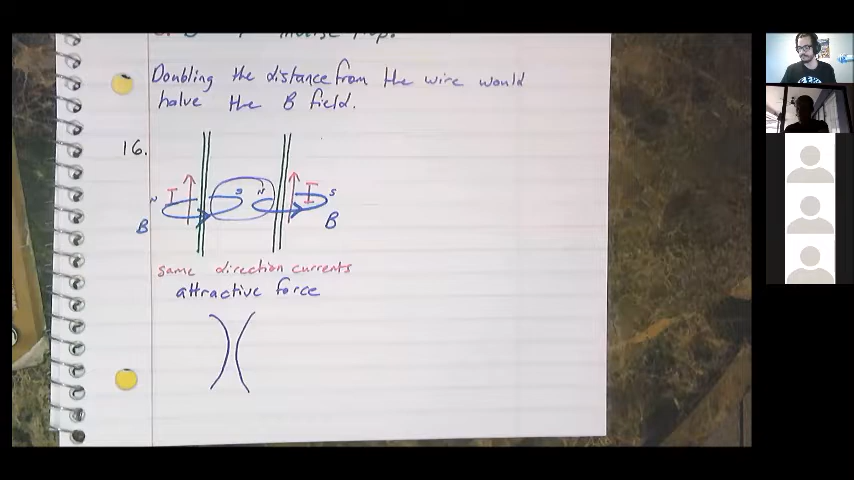 Doubling the distance from the wire would
halve the B field.
16.
N I S N I S
B B
same direction currents
attractive force